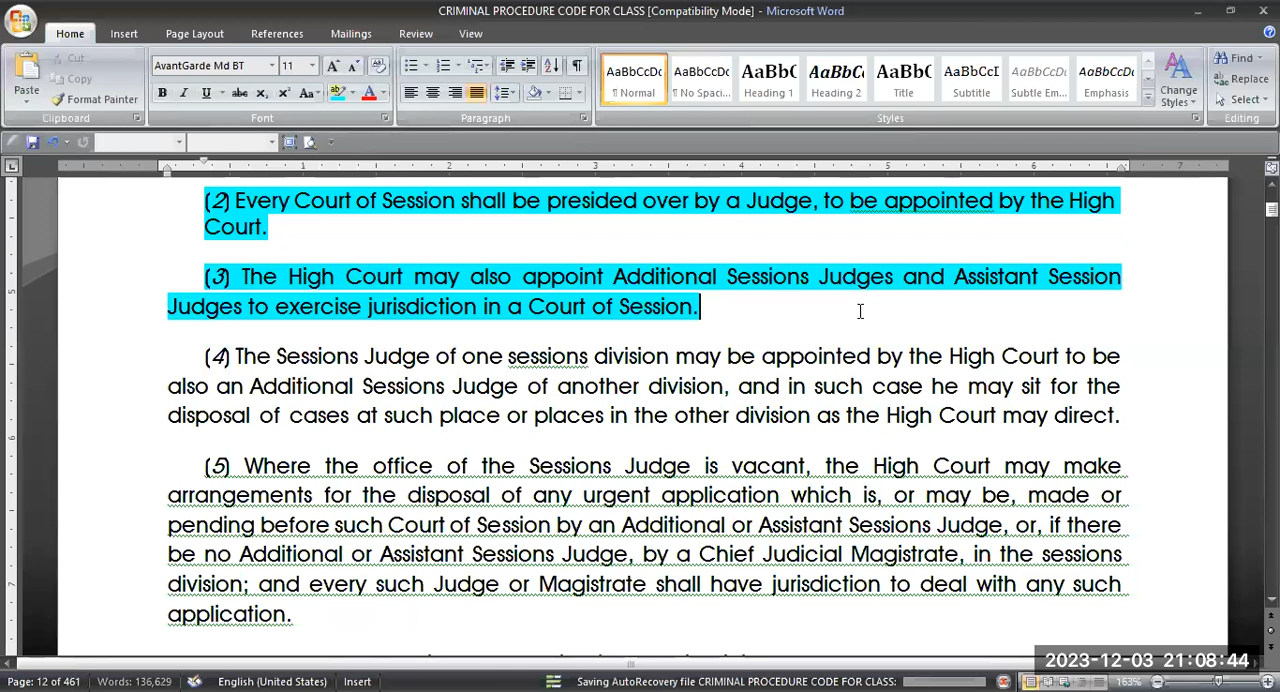 CRIMINAL PROCEDURE CODE FOR CLASS [Compatibility Mode] - Microsoft Word
Home Insert Page Layout References Mailings Review View
Paste
Cut
Copy
Format Painter
Clipboard
AvantGarde Md BT 11
B I U abc X₂ X² Aa
Font
Paragraph
AaBbCcDc AaBbCcDc AaBbC AaBbCc AaBbC AaBbCcI AaBbCcDc AaBbCcDc
¶ Normal ¶ No Spaci... Heading 1 Heading 2 Title Subtitle Subtle Em... Emphasis
Change
Styles
Styles
Find
Replace
Select
Editing
1 2 3 4 5 6 7
(2) Every Court of Session shall be presided over by a Judge, to be appointed by the High
Court.
(3) The High Court may also appoint Additional Sessions Judges and Assistant Session
Judges to exercise jurisdiction in a Court of Session.
(4) The Sessions Judge of one sessions division may be appointed by the High Court to be
also an Additional Sessions Judge of another division, and in such case he may sit for the
disposal of cases at such place or places in the other division as the High Court may direct.
(5) Where the office of the Sessions Judge is vacant, the High Court may make
arrangements for the disposal of any urgent application which is, or may be, made or
pending before such Court of Session by an Additional or Assistant Sessions Judge, or, if there
be no Additional or Assistant Sessions Judge, by a Chief Judicial Magistrate, in the sessions
division; and every such Judge or Magistrate shall have jurisdiction to deal with any such
application.
2023-12-03 21:08:44
Page: 12 of 461 Words: 136,629 English (United States) Insert Saving AutoRecovery file CRIMINAL PROCEDURE CODE FOR CLASS: 163%